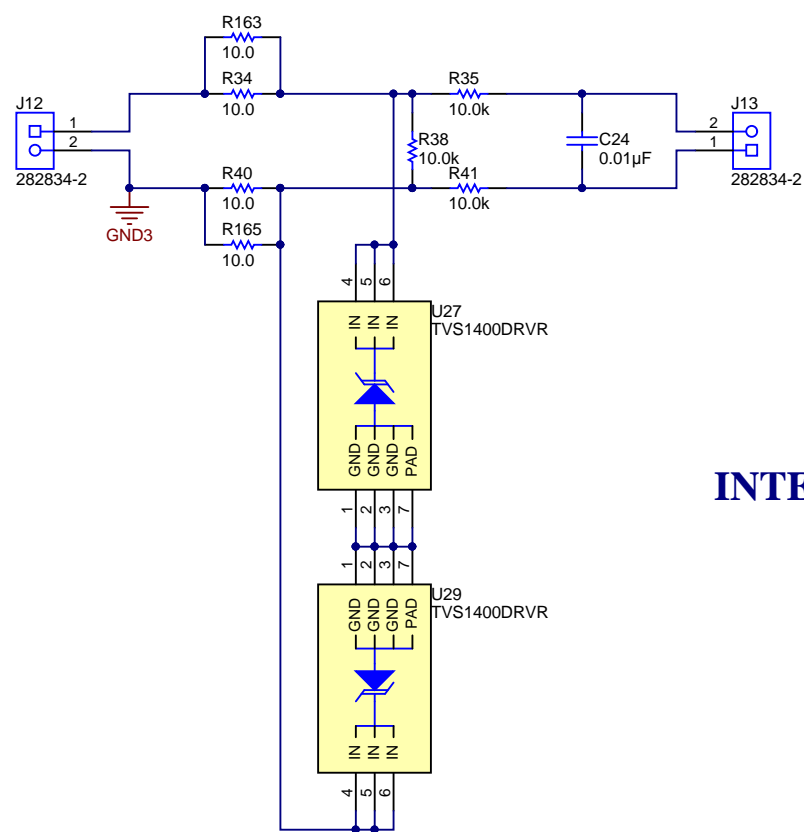 R163
10.0
R34
10.0
J12
1
2
282834-2
GND3
R40
10.0
R165
10.0
R35
10.0k
R38
10.0k
R41
10.0k
C24
0.01µF
J13
2
1
282834-2
4
5
6
U27
TVS1400DRVR
IN
IN
IN
GND
GND
GND
PAD
1
2
3
7
INTE
1
2
3
7
U29
TVS1400DRVR
GND
GND
GND
PAD
IN
IN
IN
4
5
6